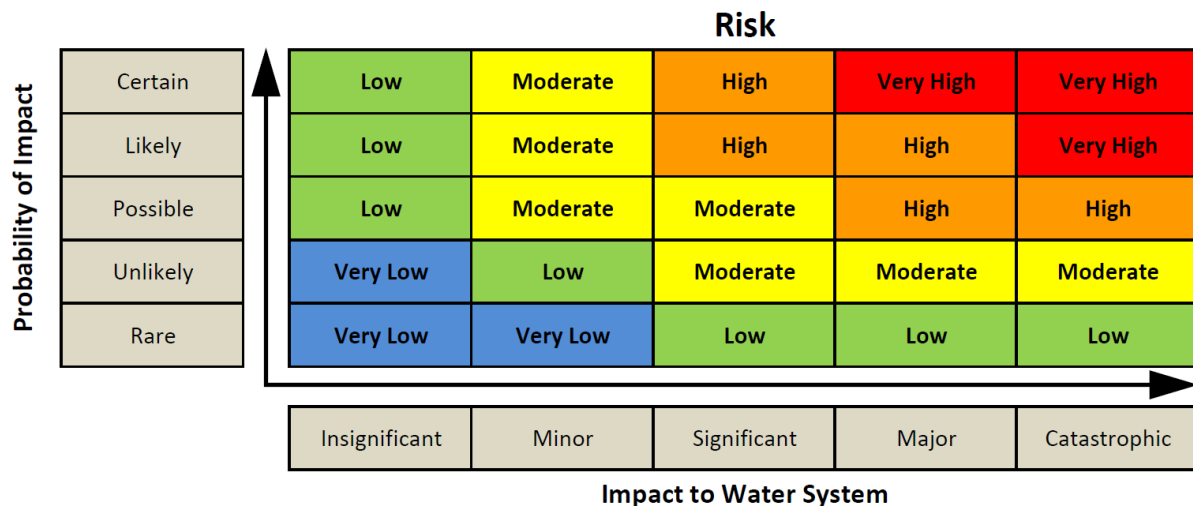 Risk
Probability of Impact
Certain Low Moderate High Very High Very High
Likely Low Moderate High High Very High
Possible Low Moderate Moderate High High
Unlikely Very Low Low Moderate Moderate Moderate
Rare Very Low Very Low Low Low Low
Insignificant Minor Significant Major Catastrophic
Impact to Water System